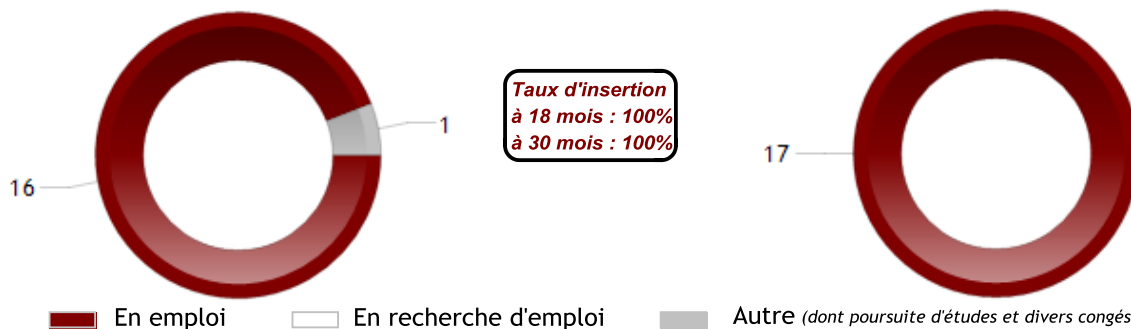 Taux d'insertion
à 18 mois : 100%
à 30 mois : 100%
1
16
17
En emploi
En recherche d'emploi
Autre (dont poursuite d'études et divers congés